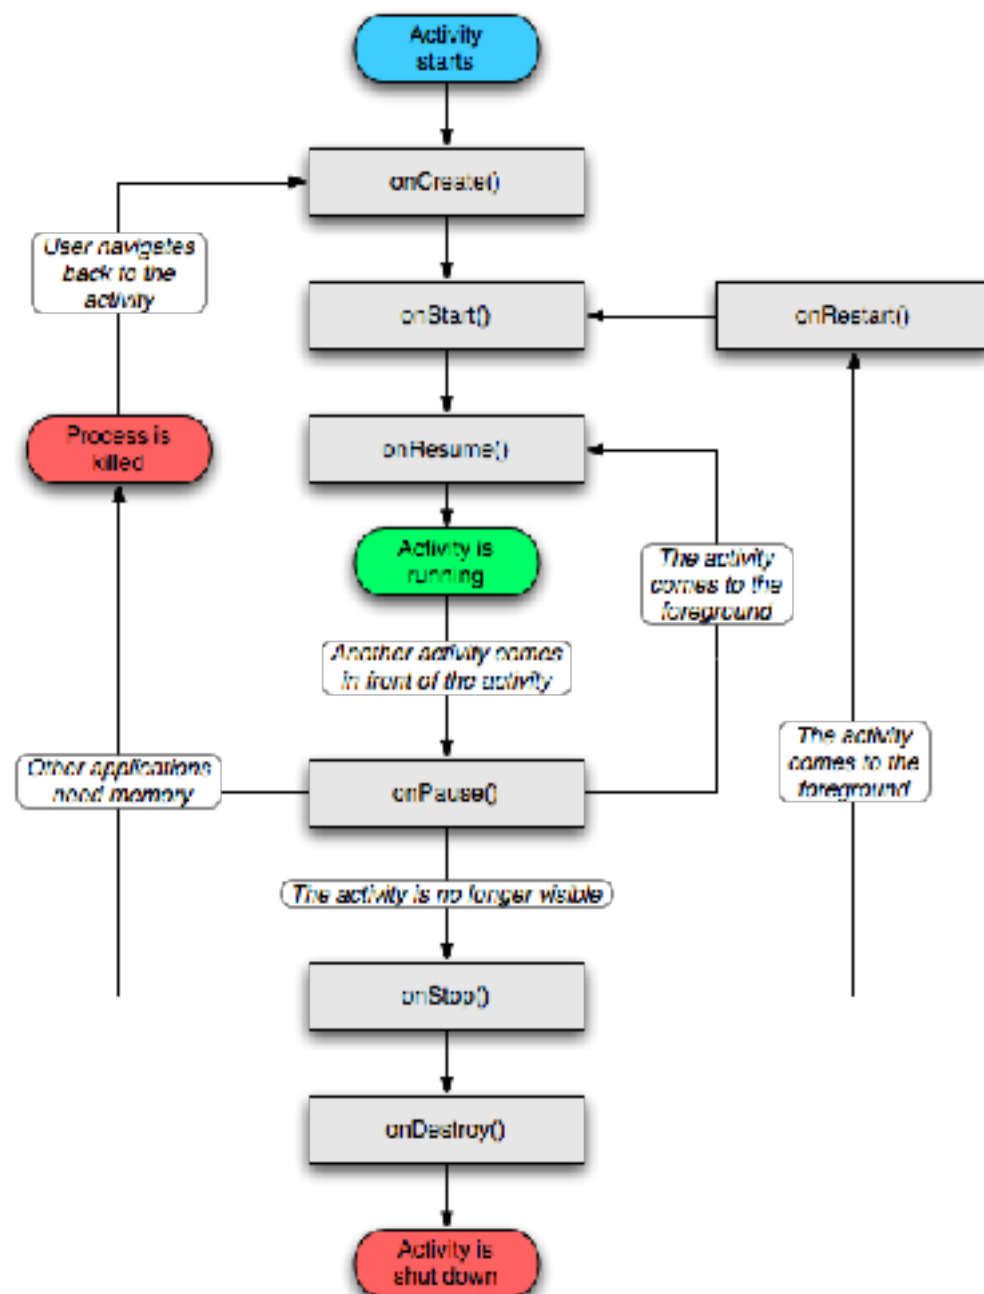 Activity
starts
onCreate()
User navigates
back to the
activity
onStart()
onRestart()
Process is
killed
onResume()
Activity is
running
The activity
comes to the
foreground
Another activity comes
in front of the activity
The activity
comes to the
foreground
Other applications
need memory
onPause()
The activity is no longer visible
onStop()
onDestroy()
Activity is
shut down